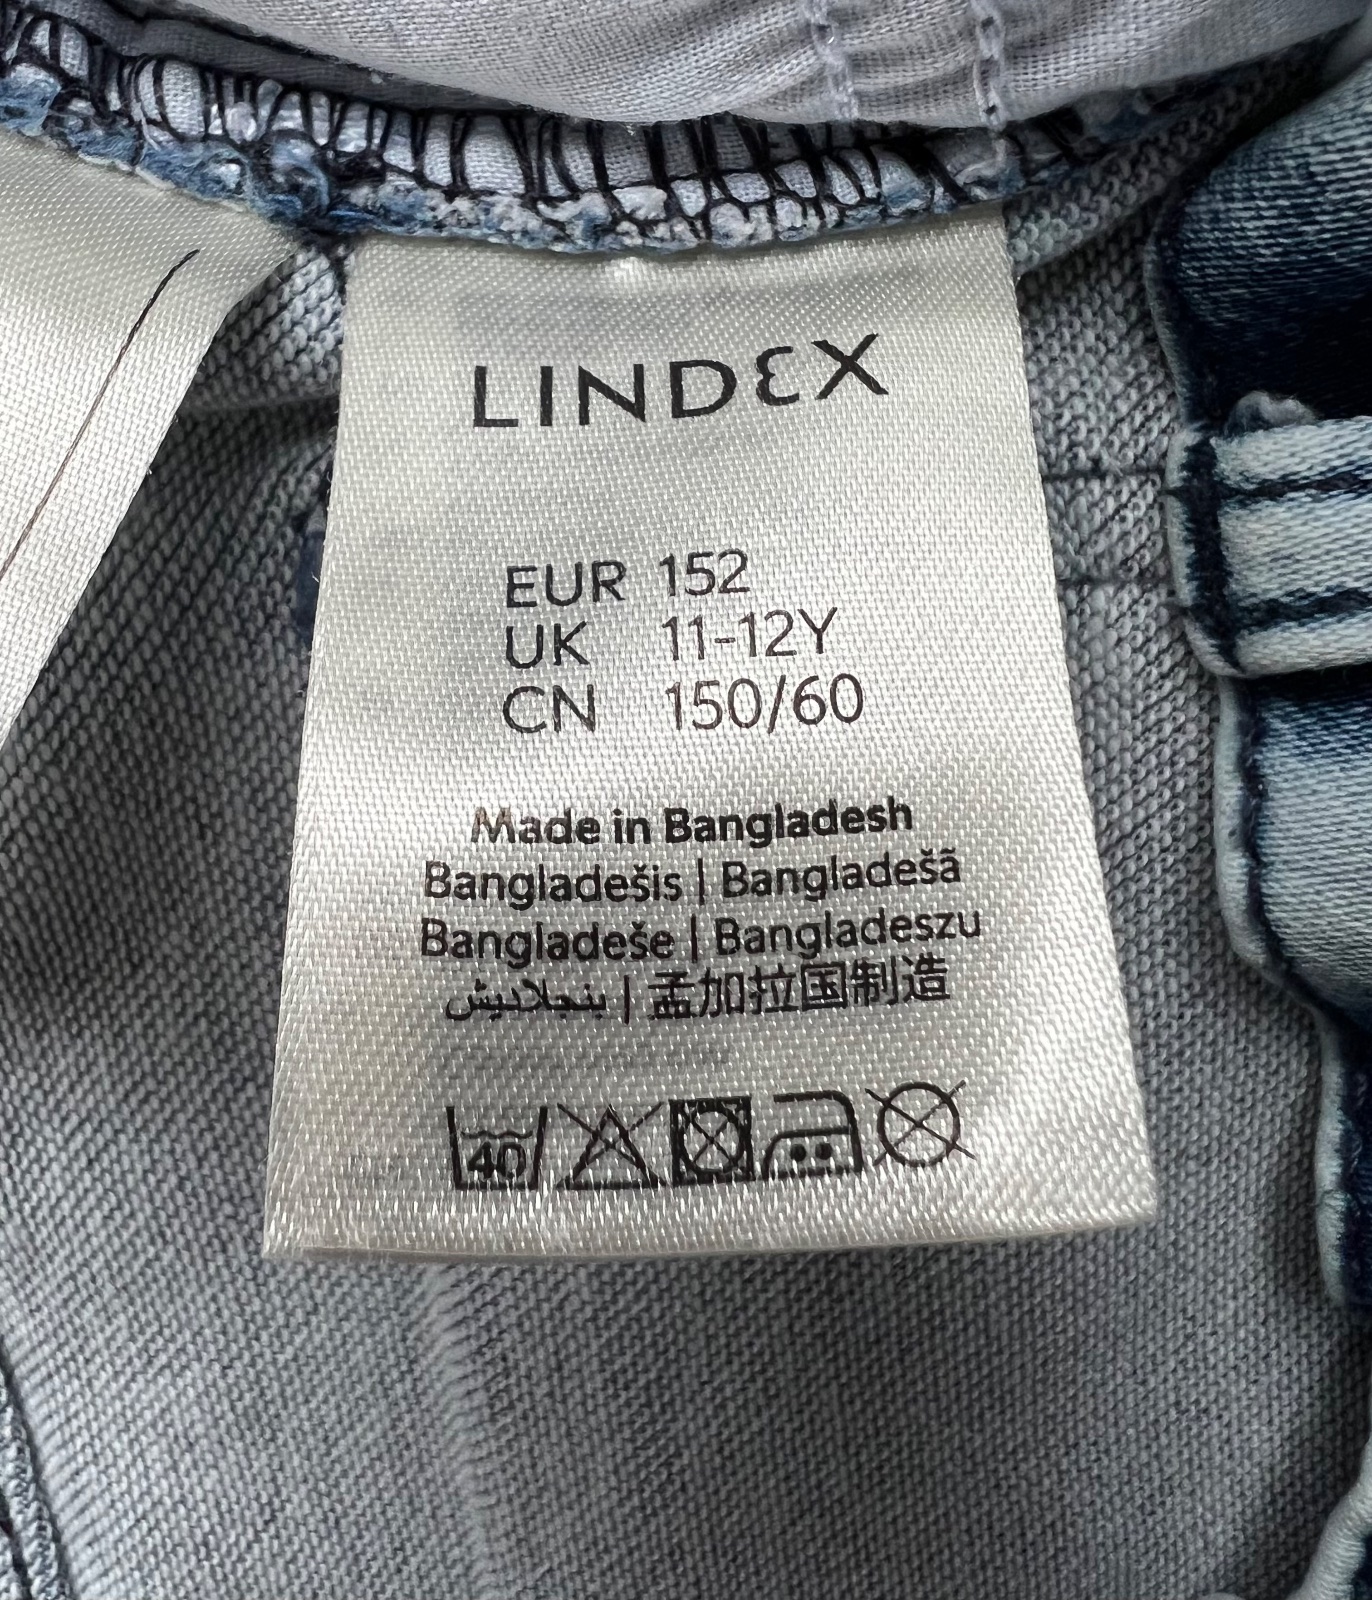 LINDEX
EUR 152
UK 11-12Y
CN 150/60
Made in Bangladesh
Bangladešis | Bangladešā
Bangladeše | Bangladeszu
بنجلاديش | 孟加拉国制造
40